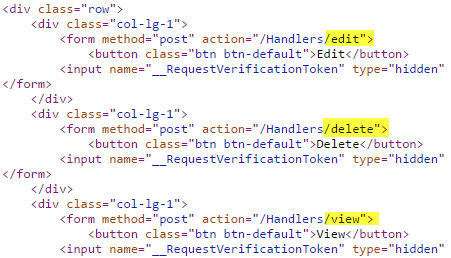 <div class="row">
<div class="col-lg-1">
<form method="post" action="/Handlers/edit">
<button class="btn btn-default">Edit</button>
<input name="__RequestVerificationToken" type="hidden"
</form>
</div>
<div class="col-lg-1">
<form method="post" action="/Handlers/delete">
<button class="btn btn-default">Delete</button>
<input name="__RequestVerificationToken" type="hidden"
</form>
</div>
<div class="col-lg-1">
<form method="post" action="/Handlers/view">
<button class="btn btn-default">View</button>
<input name="__RequestVerificationToken" type="hidden"